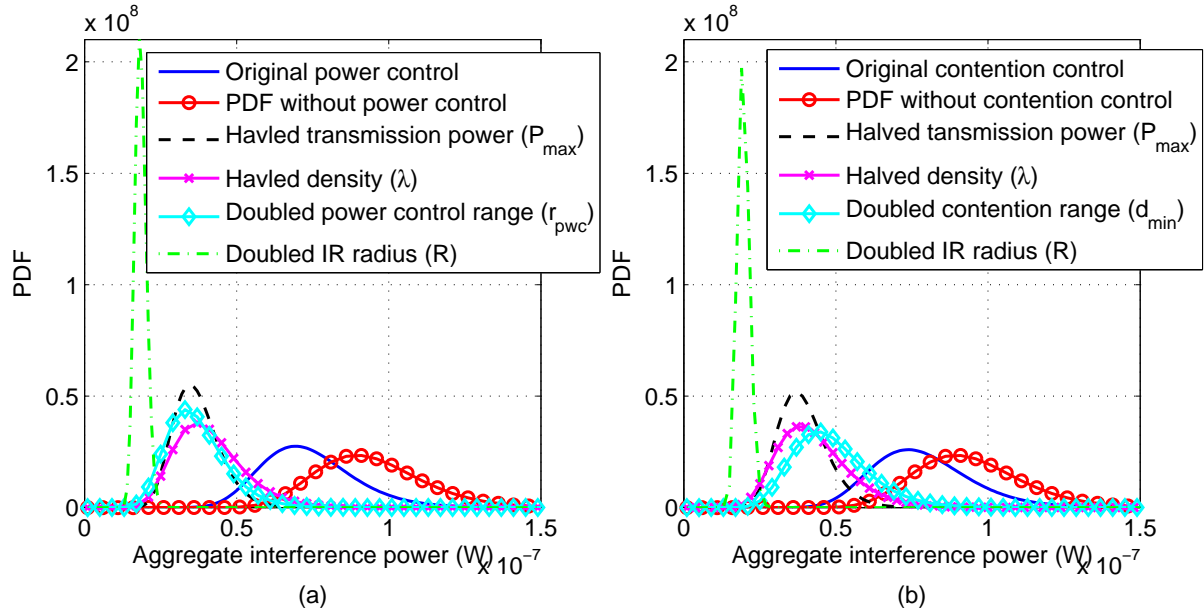 x 10^8
2
1.5
1
0.5
0
PDF
Original power control
PDF without power control
Havled transmission power (P_max)
Havled density (λ)
Doubled power control range (r_pwc)
Doubled IR radius (R)
0
0.5
1
1.5
x 10^-7
Aggregate interference power (W)
(a)
x 10^8
2
1.5
1
0.5
0
PDF
Original contention control
PDF without contention control
Halved tansmission power (P_max)
Halved density (λ)
Doubled contention range (d_min)
Doubled IR radius (R)
0
0.5
1
1.5
x 10^-7
Aggregate interference power (W)
(b)